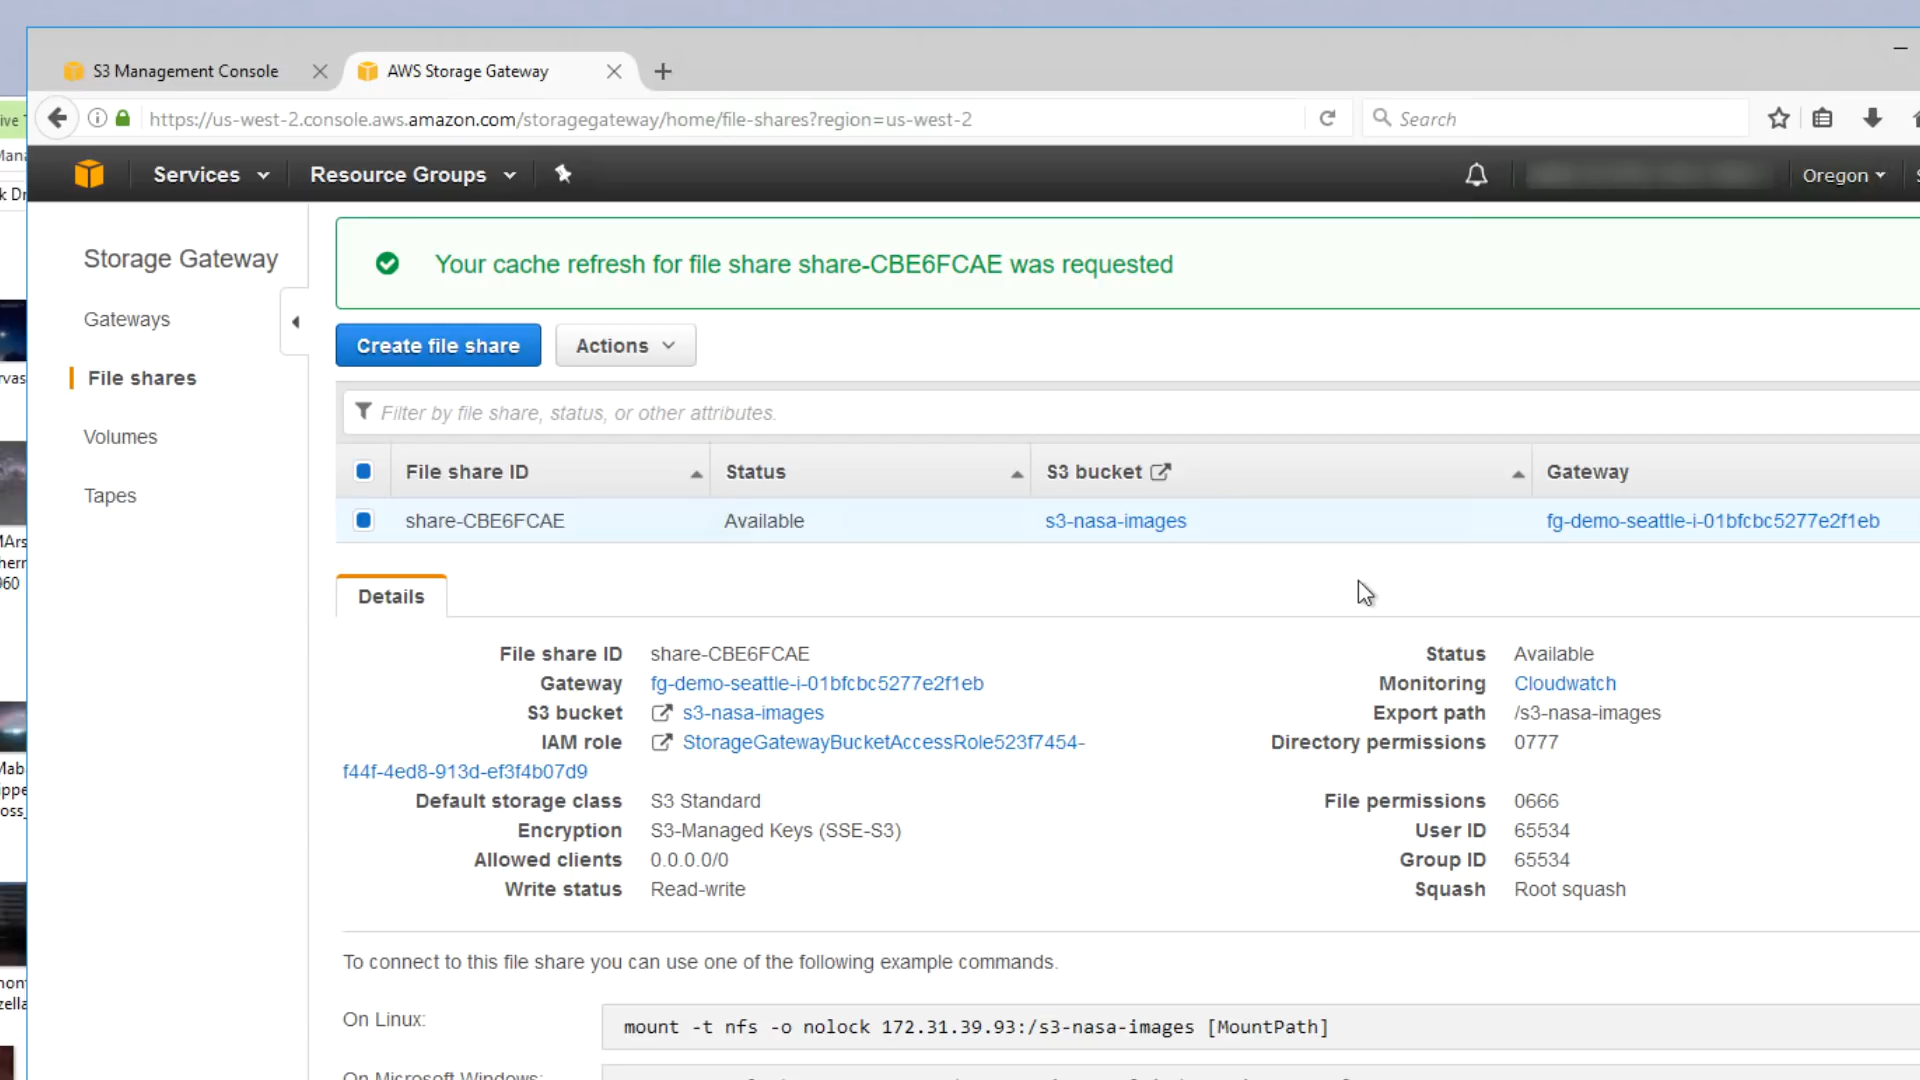 S3 Management Console
AWS Storage Gateway
https://us-west-2.console.aws.amazon.com/storagegateway/home/file-shares?region=us-west-2
Search
Services
Resource Groups
Oregon
Storage Gateway
Gateways
File shares
Volumes
Tapes
Your cache refresh for file share share-CBE6FCAE was requested
Create file share
Actions
Filter by file share, status, or other attributes.
File share ID Status S3 bucket Gateway
share-CBE6FCAE Available s3-nasa-images fg-demo-seattle-i-01bfcbc5277e2f1eb
Details
File share ID share-CBE6FCAE
Gateway fg-demo-seattle-i-01bfcbc5277e2f1eb
S3 bucket s3-nasa-images
IAM role StorageGatewayBucketAccessRole523f7454-
f44f-4ed8-913d-ef3f4b07d9
Default storage class S3 Standard
Encryption S3-Managed Keys (SSE-S3)
Allowed clients 0.0.0.0/0
Write status Read-write
Status Available
Monitoring Cloudwatch
Export path /s3-nasa-images
Directory permissions 0777
File permissions 0666
User ID 65534
Group ID 65534
Squash Root squash
To connect to this file share you can use one of the following example commands.
On Linux:
mount -t nfs -o nolock 172.31.39.93:/s3-nasa-images [MountPath]
On Microsoft Windows: